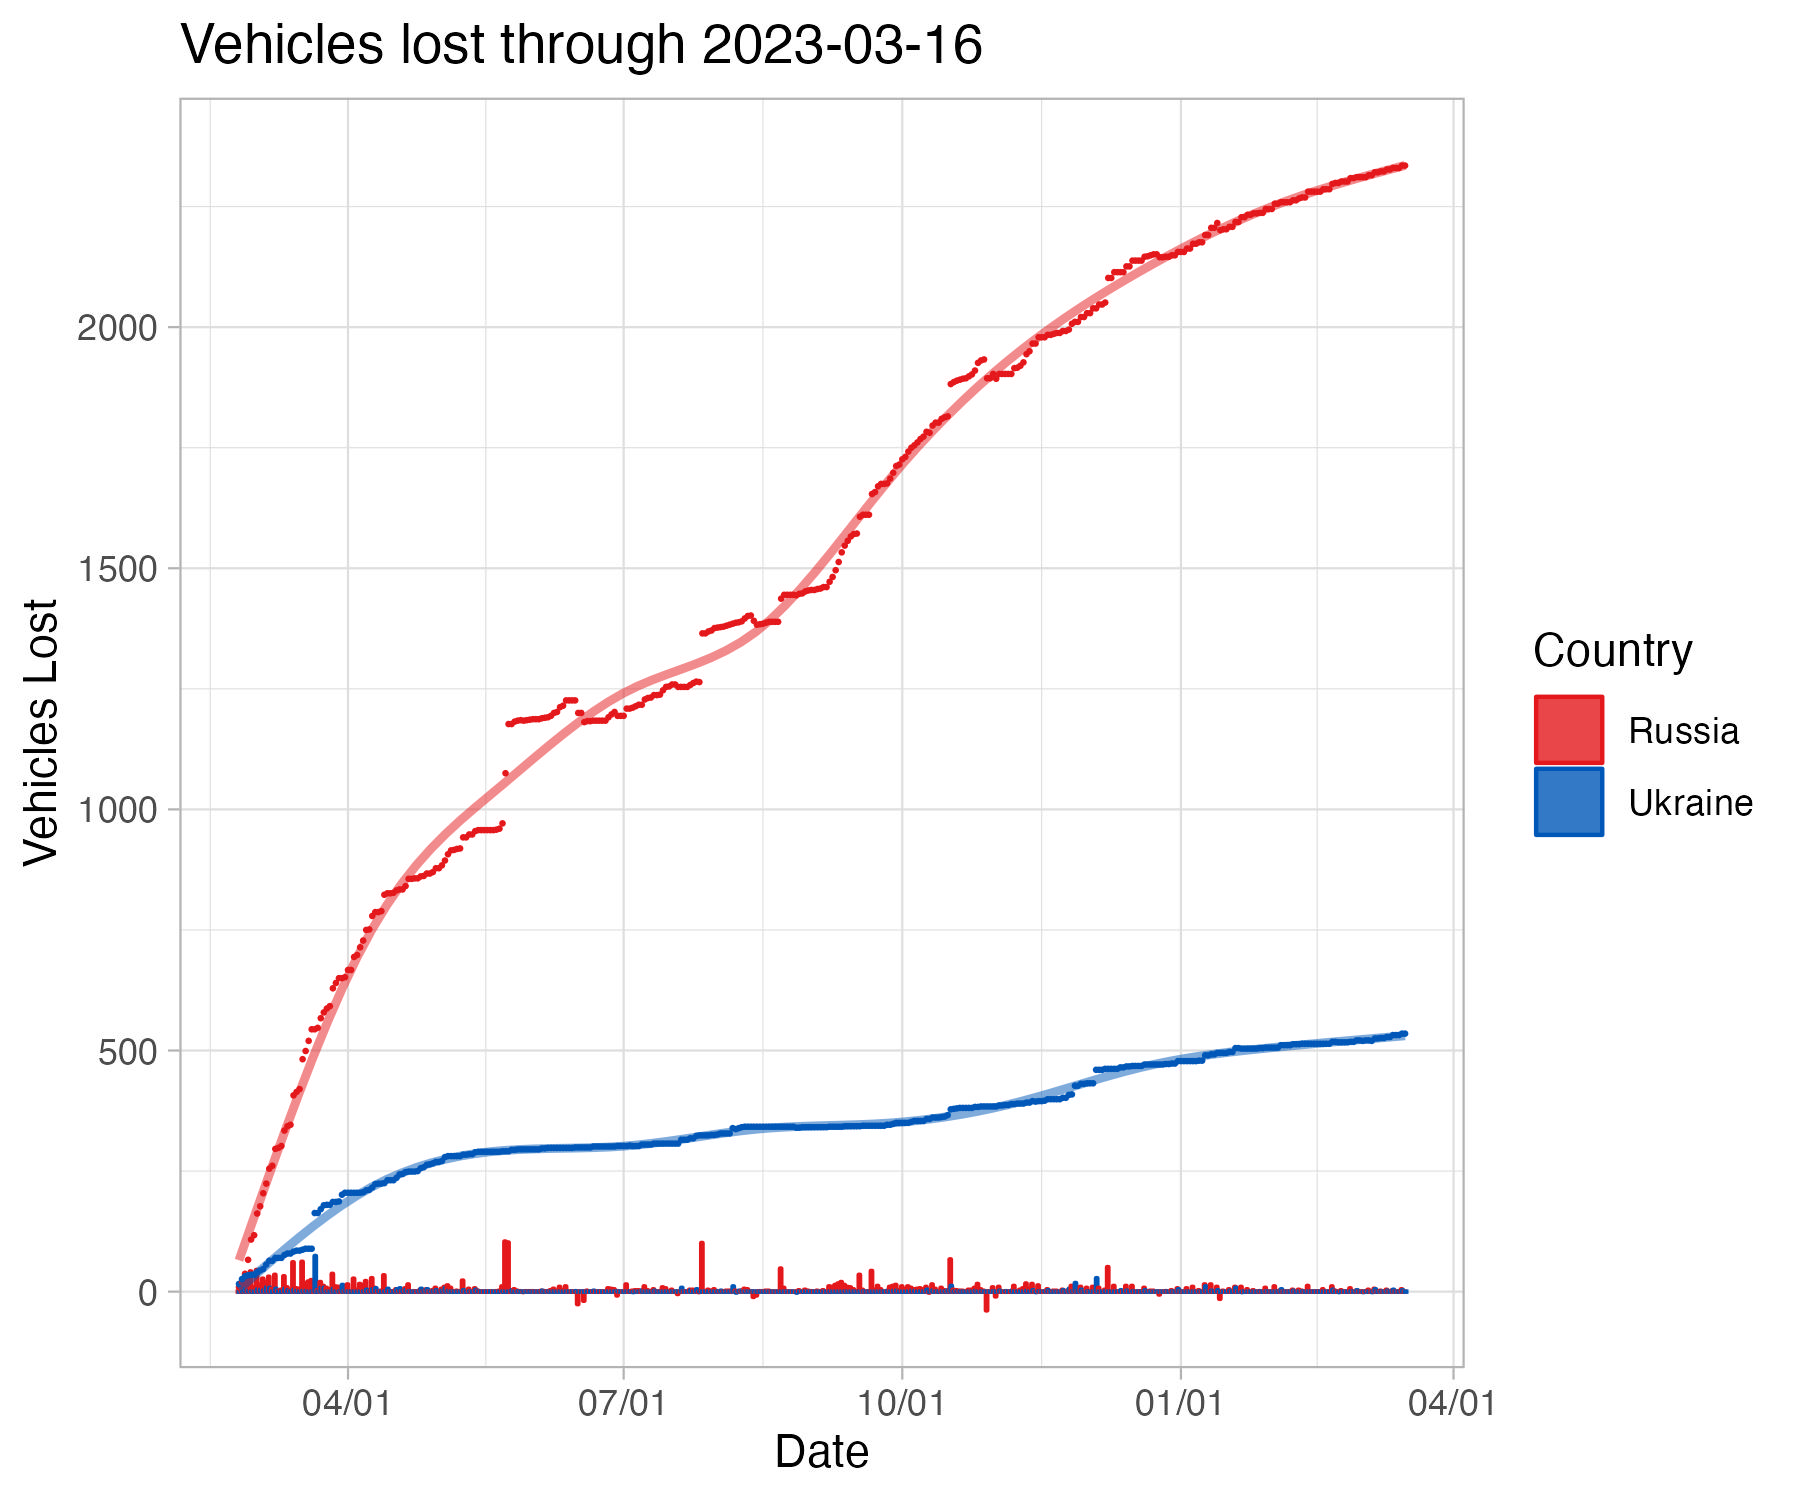 Vehicles lost through 2023-03-16
Vehicles Lost
2000
1500
1000
500
0
04/01
07/01
10/01
01/01
04/01
Date
Country
Russia
Ukraine